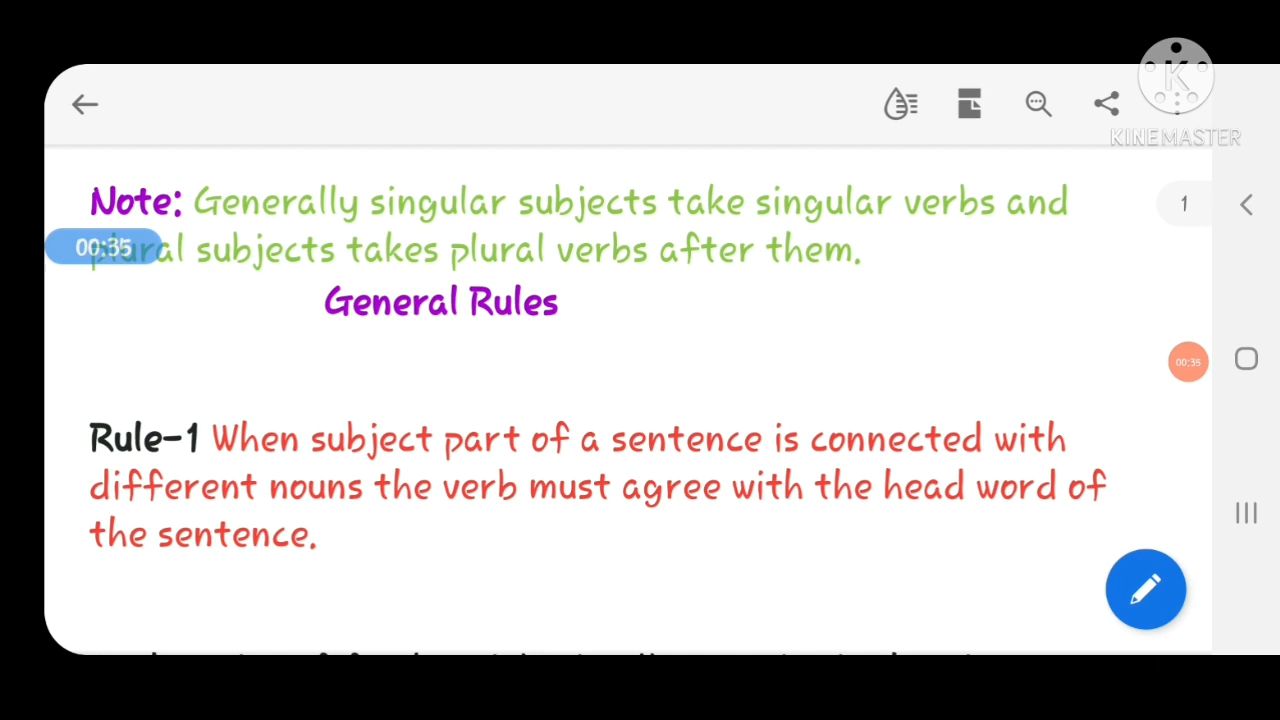 KINEMASTER
Note: Generally singular subjects take singular verbs and
1
00:35
plural subjects takes plural verbs after them.
General Rules
00:35
Rule-1 When subject part of a sentence is connected with
different nouns the verb must agree with the head word of
the sentence.